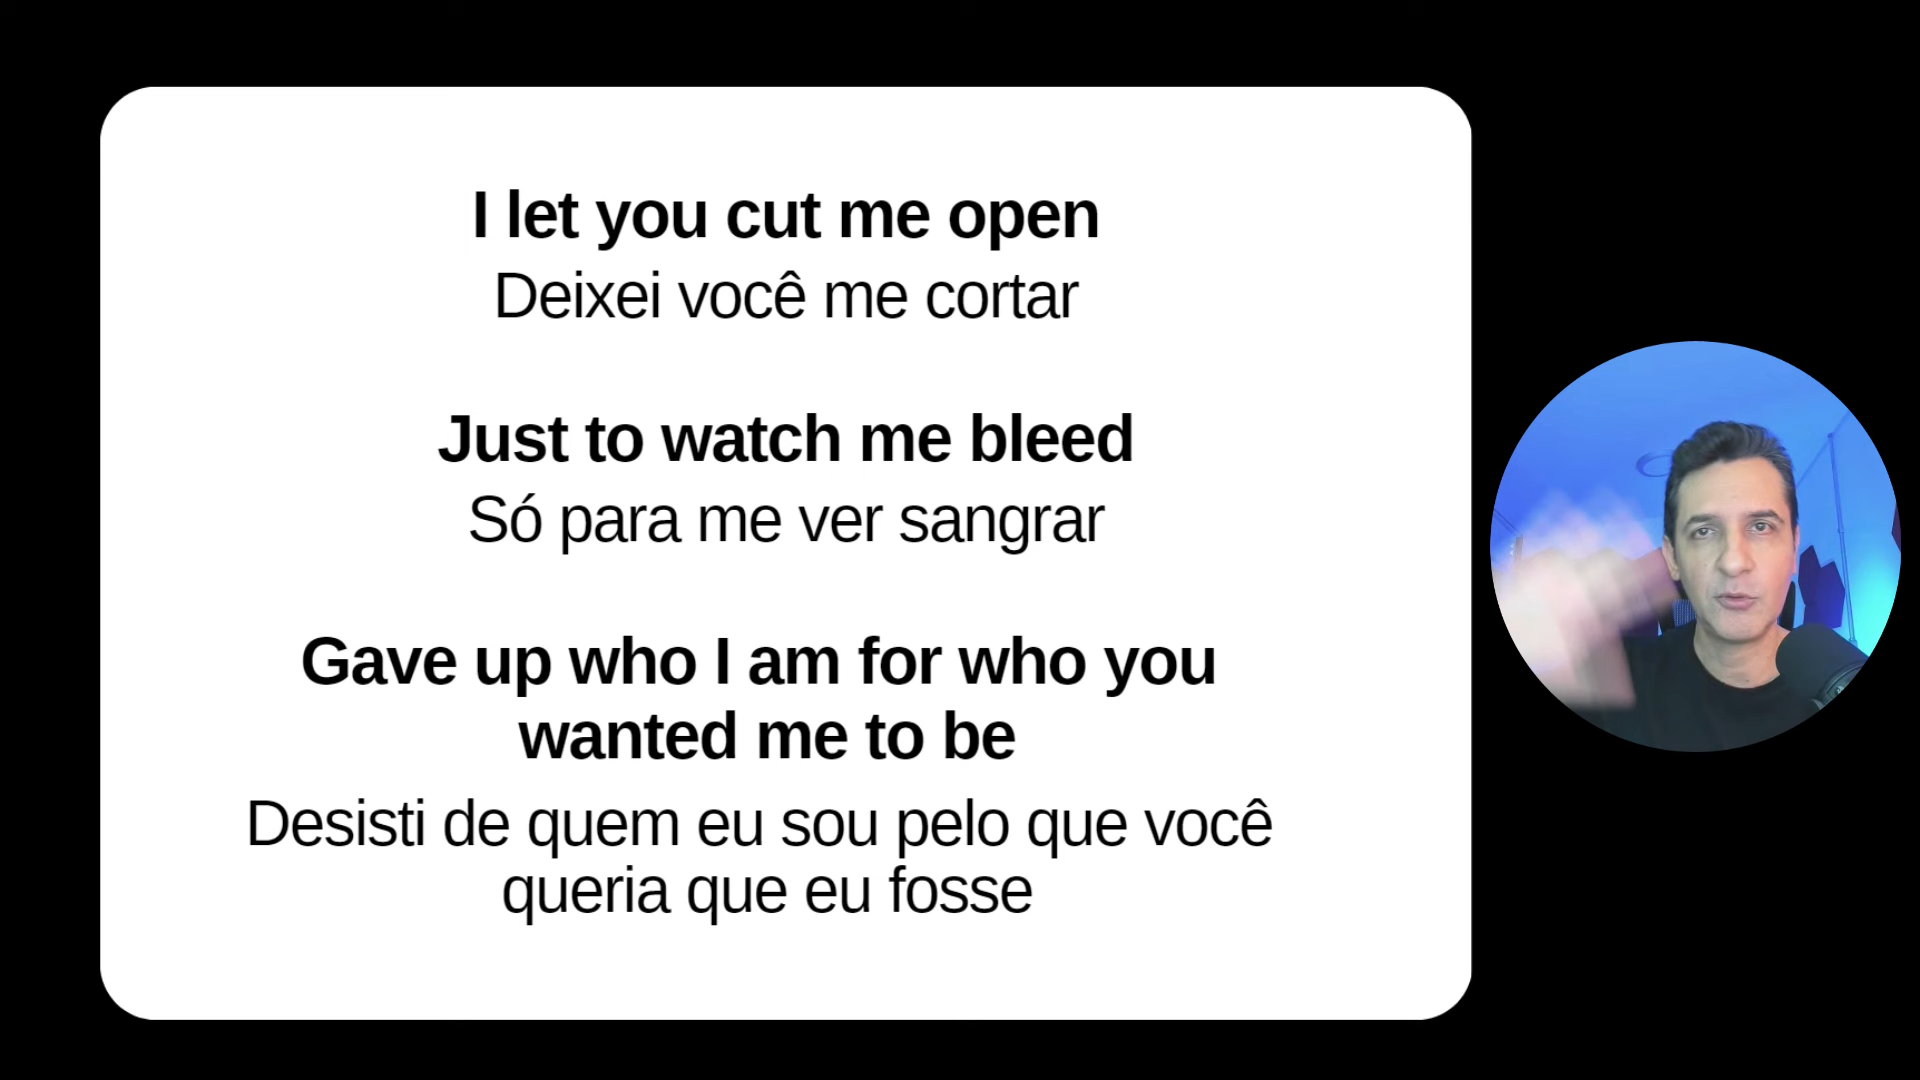 I let you cut me open
Deixei você me cortar
Just to watch me bleed
Só para me ver sangrar
Gave up who I am for who you
wanted me to be
Desisti de quem eu sou pelo que você
queria que eu fosse